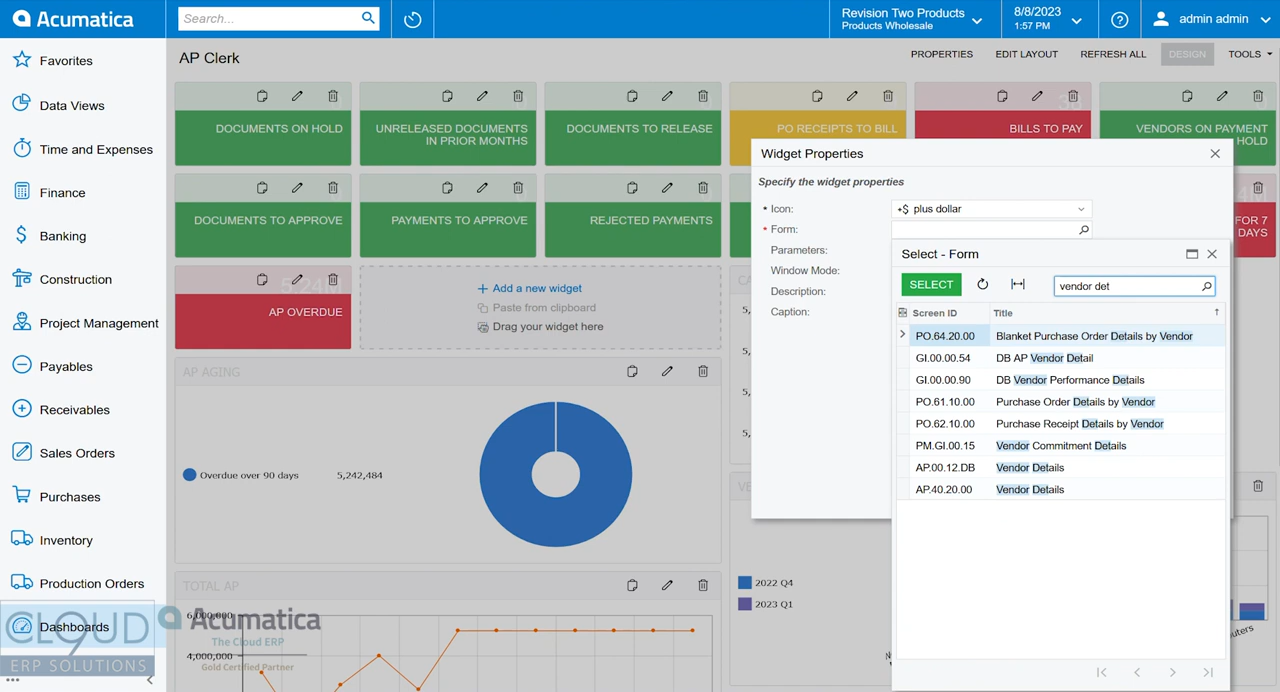 Acumatica
Search...
Revision Two Products
Products Wholesale
8/8/2023
1:57 PM
admin admin
Favorites
Data Views
Time and Expenses
Finance
Banking
Construction
Project Management
Payables
Receivables
Sales Orders
Purchases
Inventory
Production Orders
Dashboards
AP Clerk
PROPERTIES
EDIT LAYOUT
REFRESH ALL
DESIGN
TOOLS
DOCUMENTS ON HOLD
UNRELEASED DOCUMENTS
IN PRIOR MONTHS
DOCUMENTS TO RELEASE
PO RECEIPTS TO BILL
BILLS TO PAY
VENDORS ON PAYMENT
HOLD
DOCUMENTS TO APPROVE
PAYMENTS TO APPROVE
REJECTED PAYMENTS
FOR 7
DAYS
5.24M
AP OVERDUE
Add a new widget
Paste from clipboard
Drag your widget here
AP AGING
Overdue over 90 days
5,242,484
TOTAL AP
6,000,000
4,000,000
CA
5,
5,
5,
VE
2022 Q4
2023 Q1
uters
Widget Properties
Specify the widget properties
• Icon:
+$ plus dollar
• Form:
Parameters:
Window Mode:
Description:
Caption:
Select - Form
SELECT
vendor det
Screen ID
Title
PO.64.20.00
Blanket Purchase Order Details by Vendor
GI.00.00.54
DB AP Vendor Detail
GI.00.00.90
DB Vendor Performance Details
PO.61.10.00
Purchase Order Details by Vendor
PO.62.10.00
Purchase Receipt Details by Vendor
PM.GI.00.15
Vendor Commitment Details
AP.00.12.DB
Vendor Details
AP.40.20.00
Vendor Details
CLOUD 9
ERP SOLUTIONS
Acumatica
The Cloud ERP
Gold Certified Partner